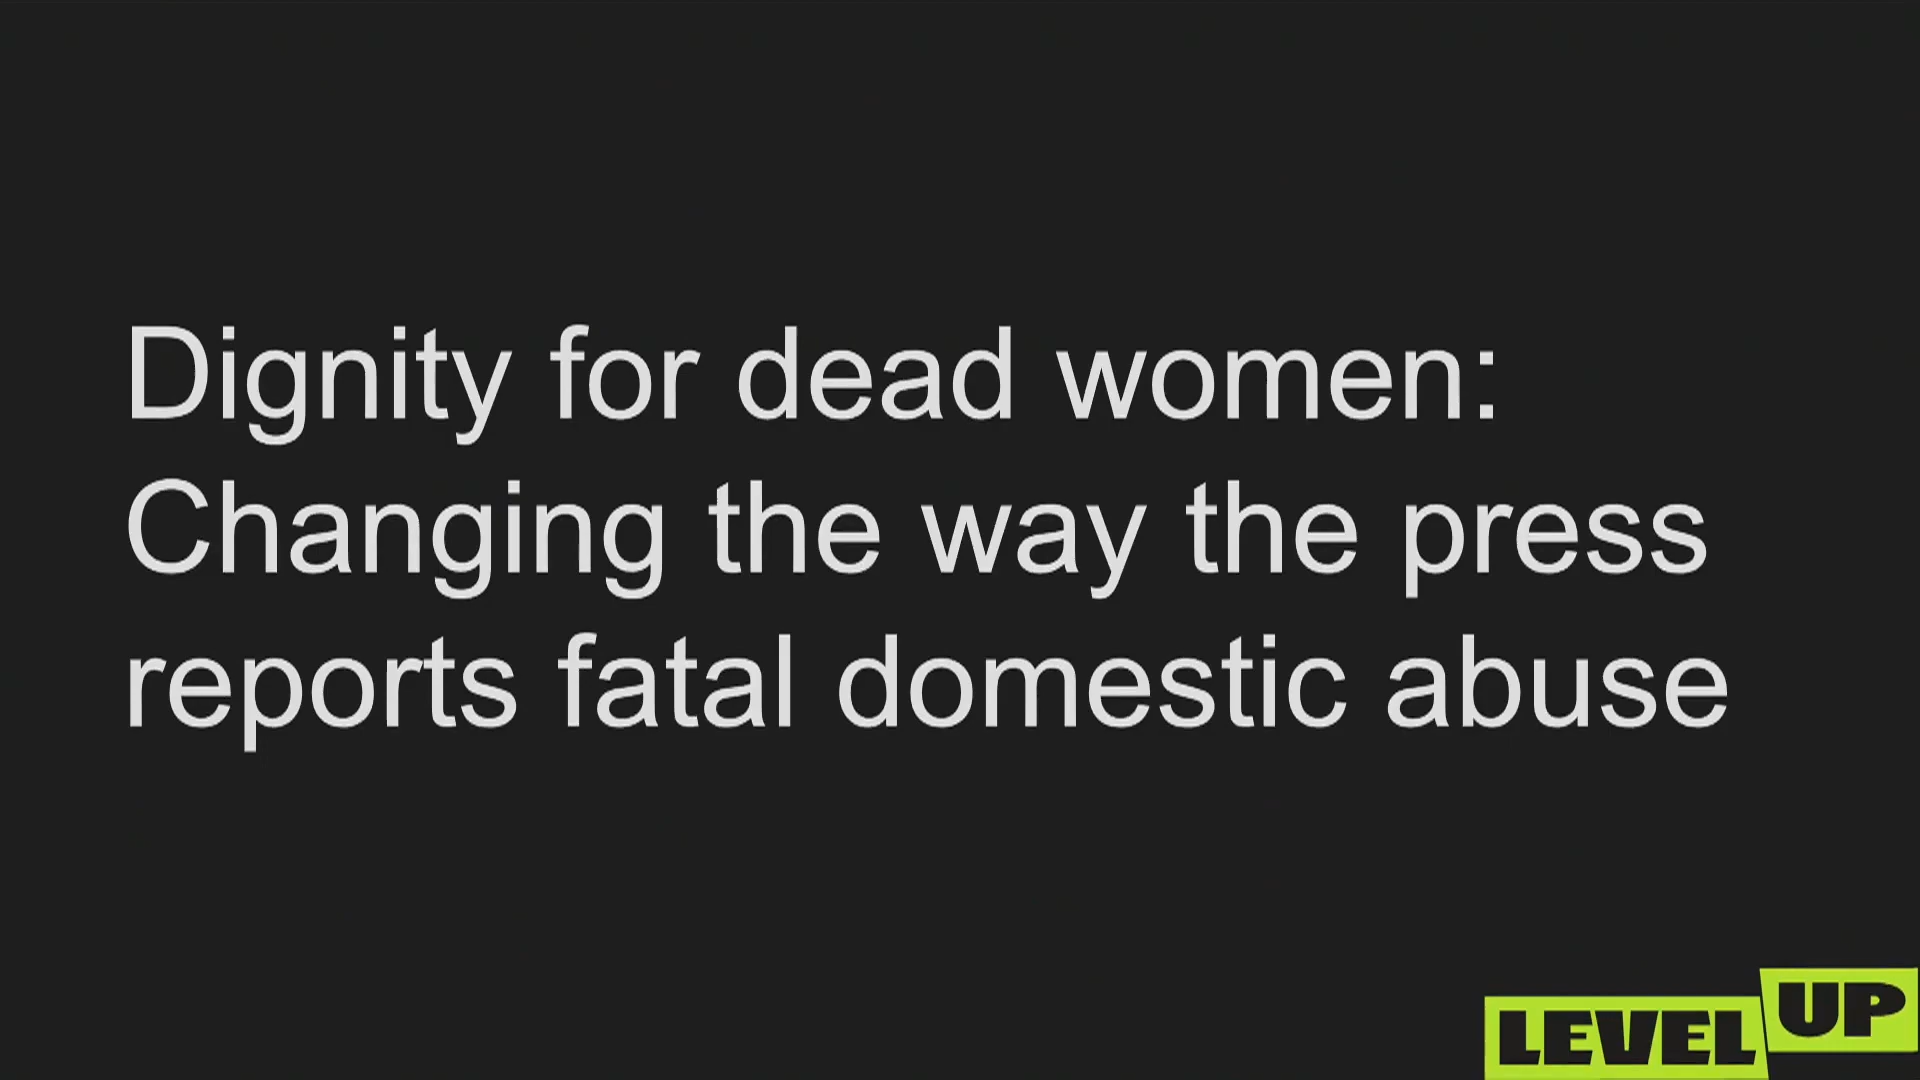 Dignity for dead women:
Changing the way the press
reports fatal domestic abuse
LEVEL UP